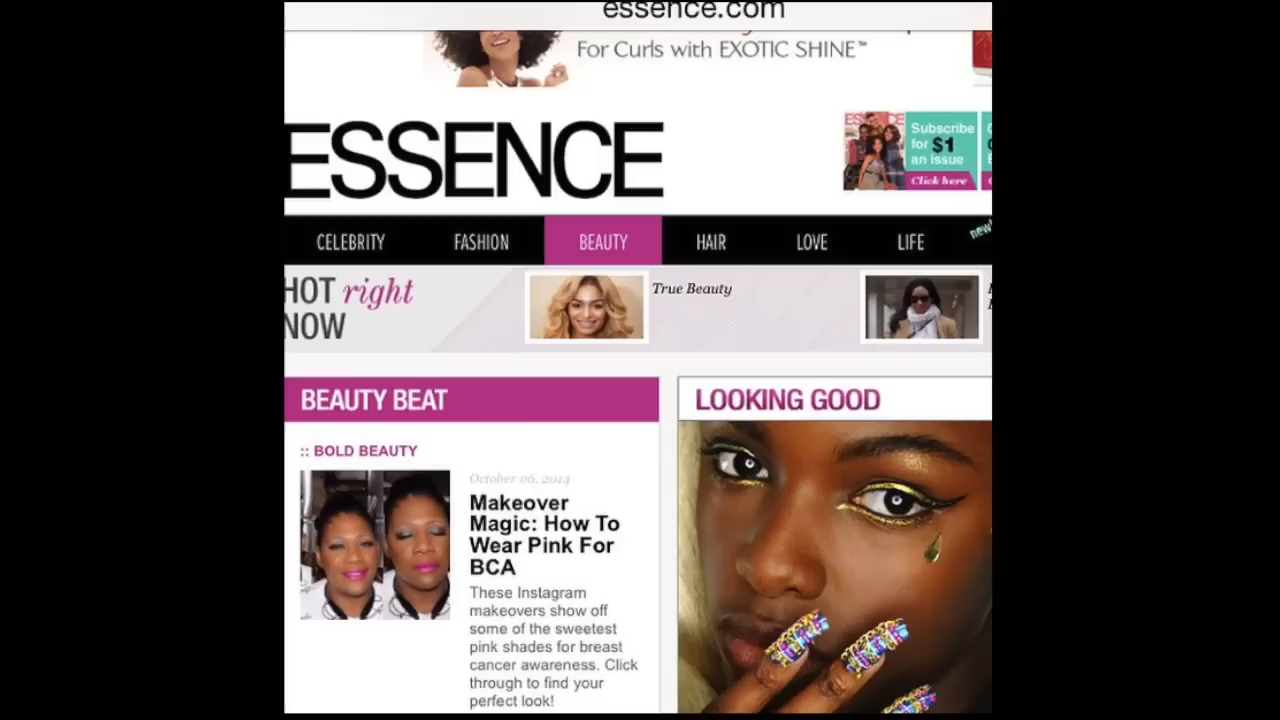 essence.com
For Curls with EXOTIC SHINE™
ESSENCE
Subscribe
for $1
an issue
Click here
CELEBRITY FASHION BEAUTY HAIR LOVE LIFE
new!
HOT right
NOW
True Beauty
BEAUTY BEAT
LOOKING GOOD
:: BOLD BEAUTY
October 06, 2014
Makeover
Magic: How To
Wear Pink For
BCA
These Instagram
makeovers show off
some of the sweetest
pink shades for breast
cancer awareness. Click
through to find your
perfect look!